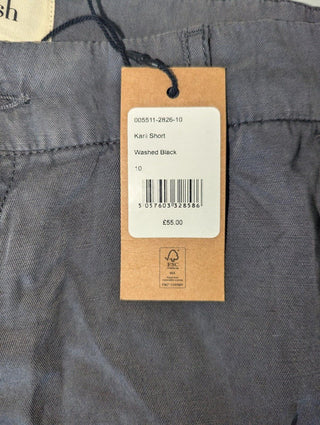 sh
005511-2826-10
Kari Short
Washed Black
10
5 057603 328586
£55.00
FSC